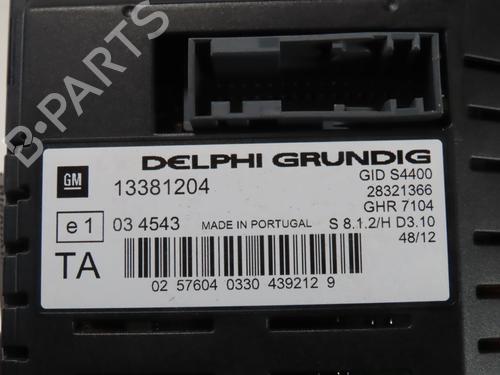 B-PARTS
DELPHI GRUNDIG
GM 13381204 GID S4400
28321366
GHR 7104
e1 03 4543 MADE IN PORTUGAL S 8.1.2/H D3.10
48/12
TA
02 57604 0330 439212 9